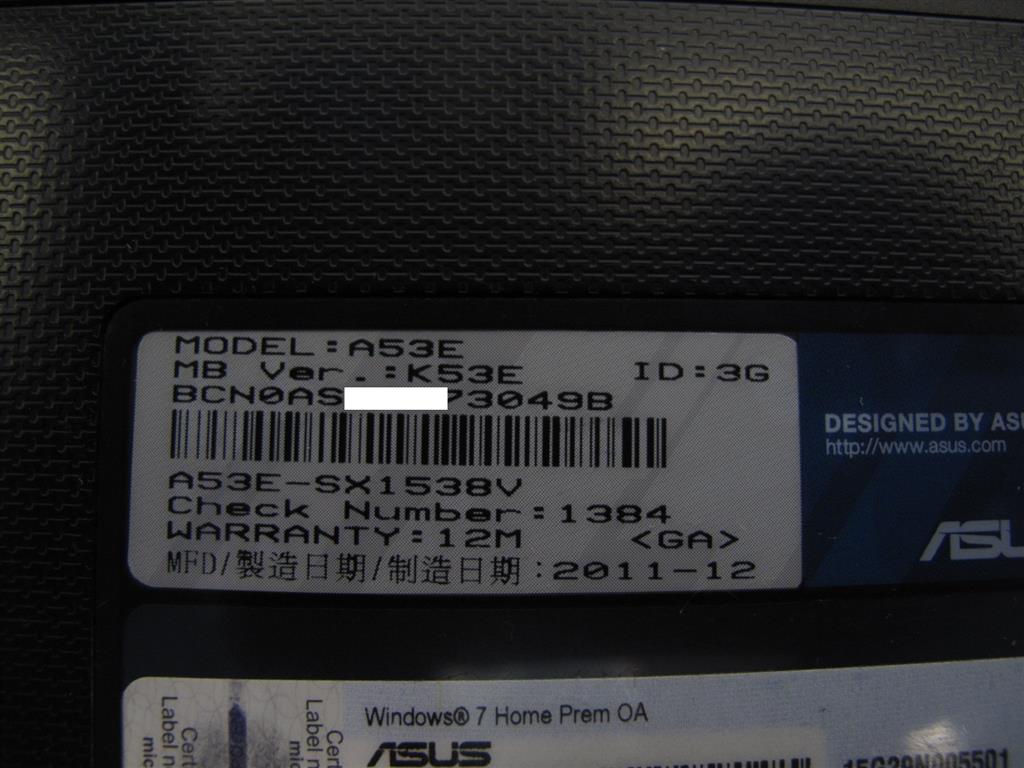 MODEL:A53E
MB Ver.:K53E ID:3G
BCN0AS 73049B
A53E-SX1538V
Check Number:1384
WARRANTY:12M <GA>
MFD/製造日期/制造日期:2011-12
DESIGNED BY ASU
http://www.asus.com
ASU
Windows® 7 Home Prem OA
ASUS
Label
Label